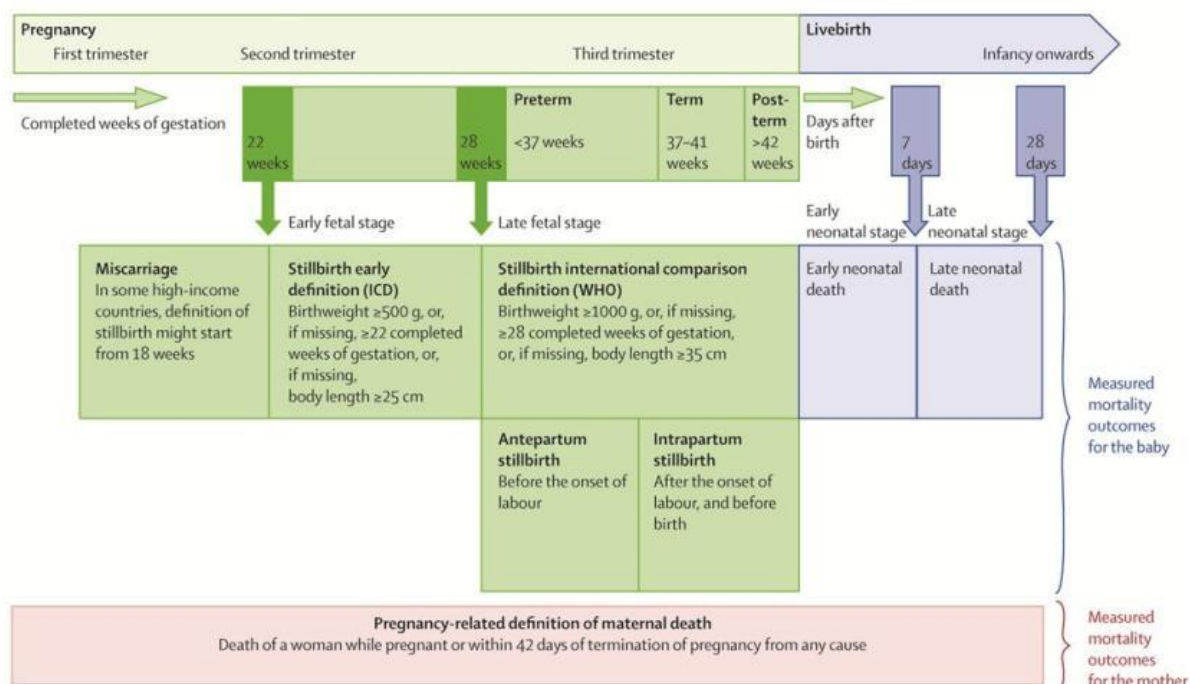 Pregnancy
First trimester
Second trimester
Third trimester
Livebirth
Infancy onwards
Completed weeks of gestation
22
weeks
28
weeks
Preterm
<37 weeks
Term
37–41
weeks
Post-
term
>42
weeks
Days after
birth
7
days
28
days
Early fetal stage
Late fetal stage
Early
neonatal stage
Late
neonatal stage
Miscarriage
In some high-income
countries, definition of
stillbirth might start
from 18 weeks
Stillbirth early
definition (ICD)
Birthweight ≥500 g, or,
if missing, ≥22 completed
weeks of gestation, or,
if missing,
body length ≥25 cm
Stillbirth international comparison
definition (WHO)
Birthweight ≥1000 g, or, if missing,
≥28 completed weeks of gestation,
or, if missing, body length ≥35 cm
Early neonatal
death
Late neonatal
death
Measured
mortality
outcomes
for the baby
Antepartum
stillbirth
Before the onset of
labour
Intrapartum
stillbirth
After the onset of
labour, and before
birth
Pregnancy-related definition of maternal death
Death of a woman while pregnant or within 42 days of termination of pregnancy from any cause
Measured
mortality
outcomes
for the mother